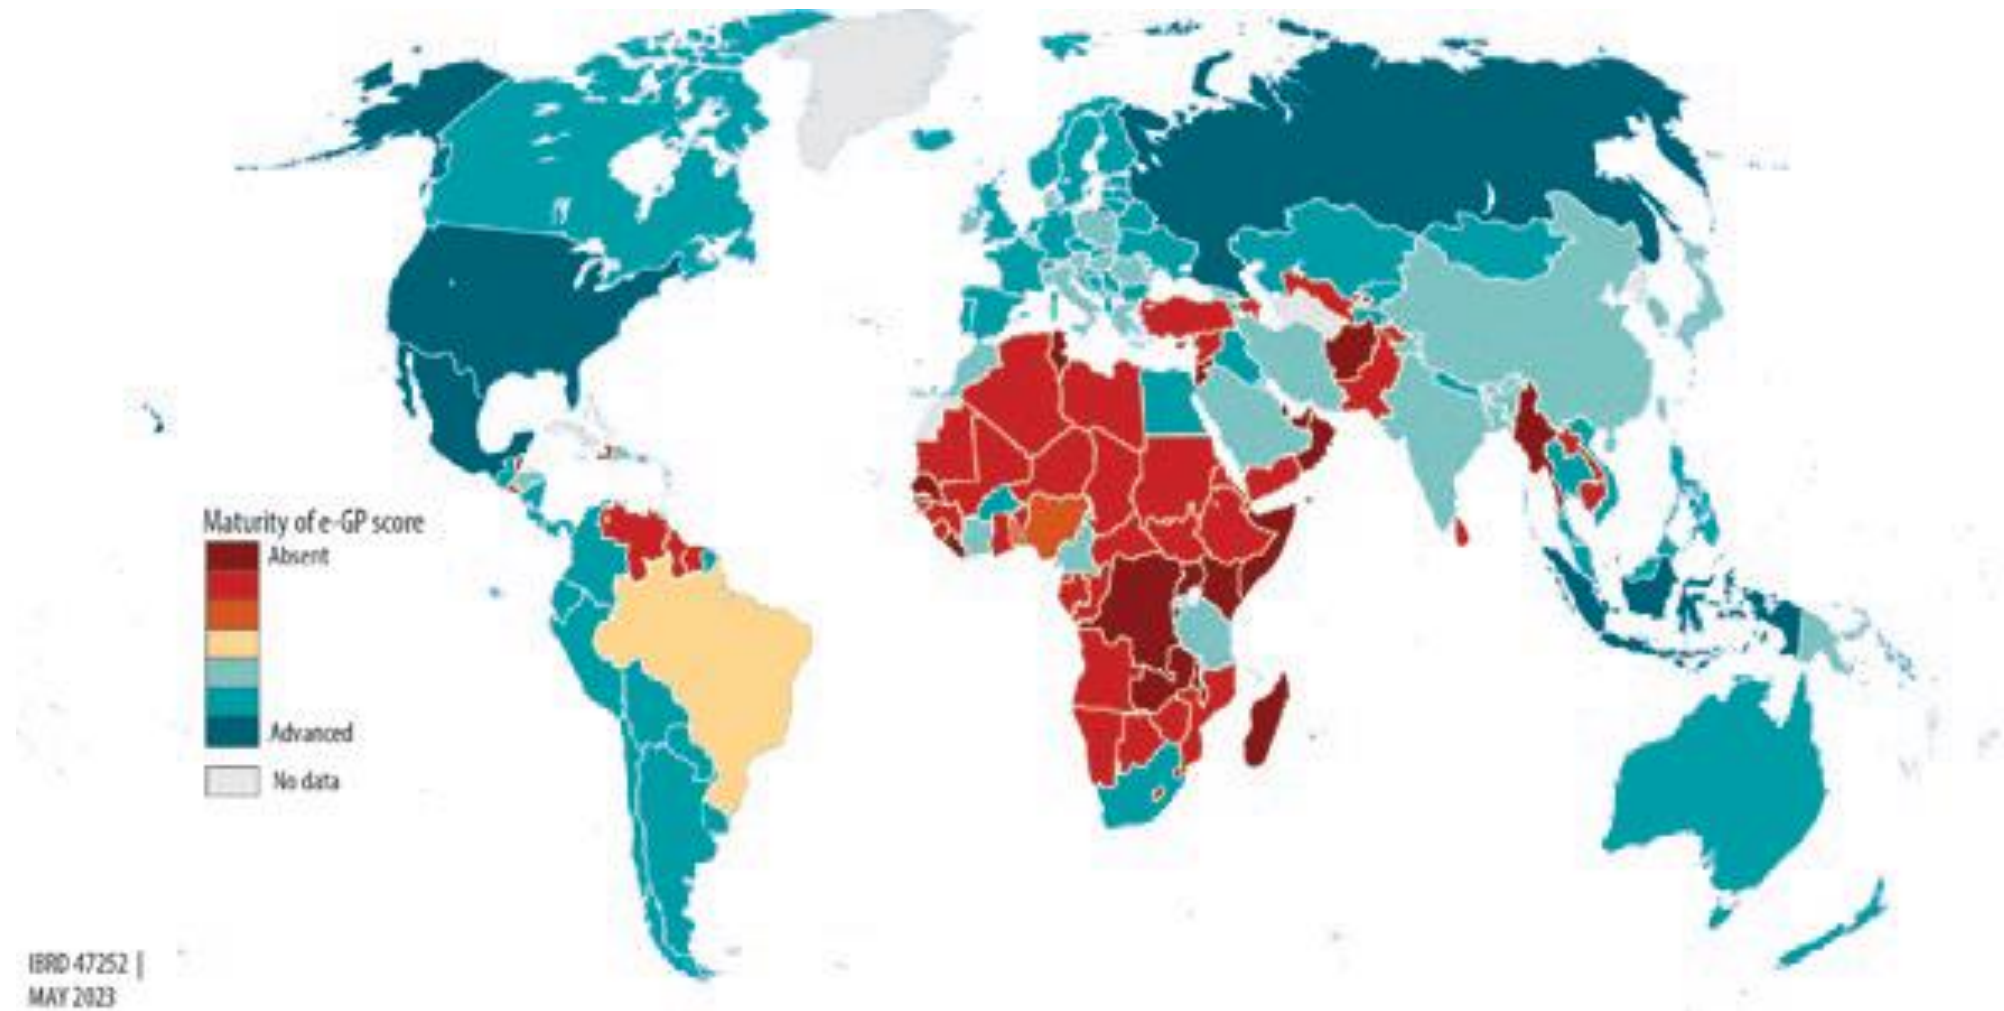 Maturity of e-GP score
Absent
Advanced
No data
IBRD 47252 |
MAY 2023